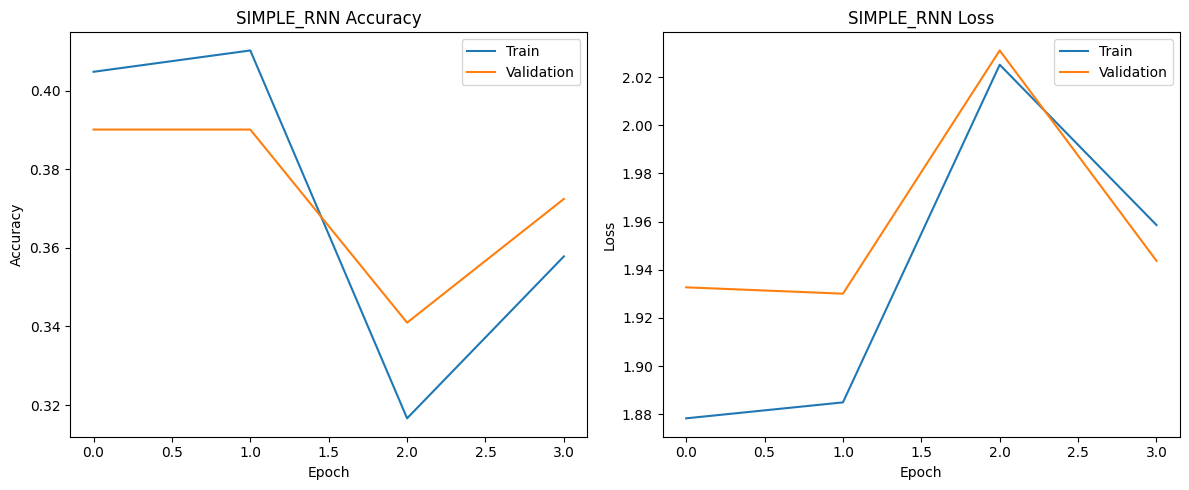 SIMPLE_RNN Accuracy
Train
Validation
0.40
0.38
0.36
0.34
0.32
Accuracy
0.0 0.5 1.0 1.5 2.0 2.5 3.0
Epoch
SIMPLE_RNN Loss
Train
Validation
2.02
2.00
1.98
1.96
1.94
1.92
1.90
1.88
Loss
0.0 0.5 1.0 1.5 2.0 2.5 3.0
Epoch